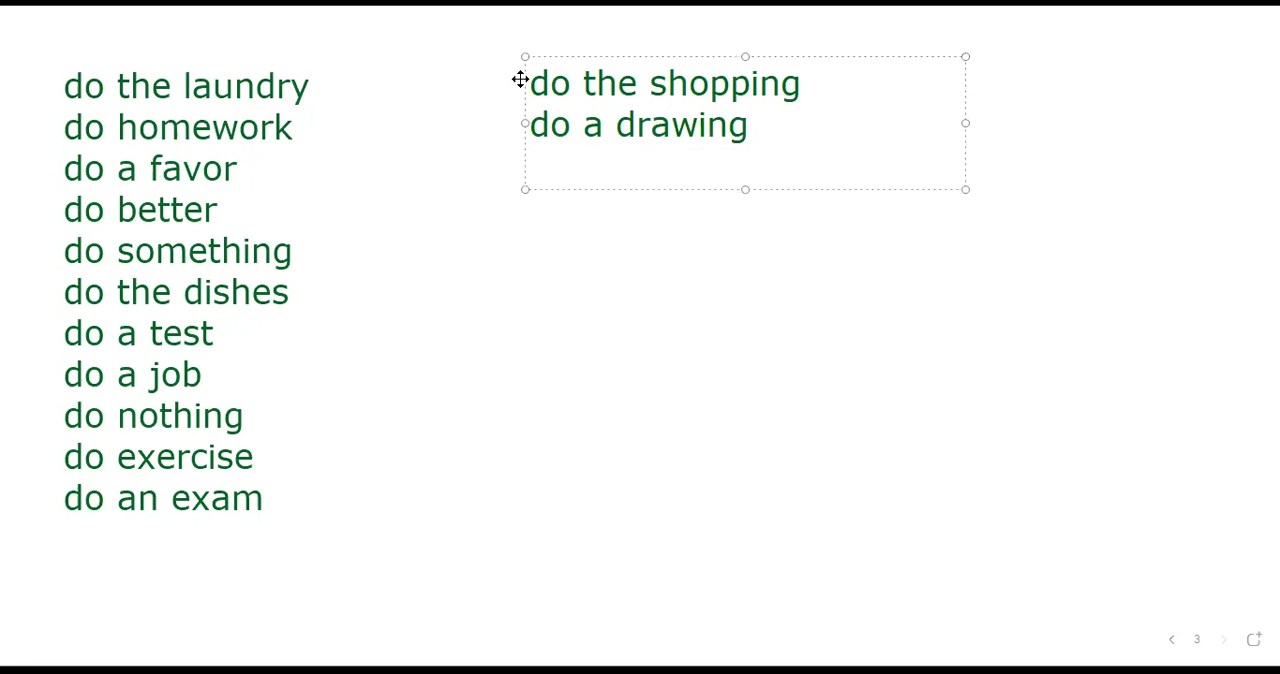 do the laundry
do homework
do a favor
do better
do something
do the dishes
do a test
do a job
do nothing
do exercise
do an exam
do the shopping
do a drawing
3